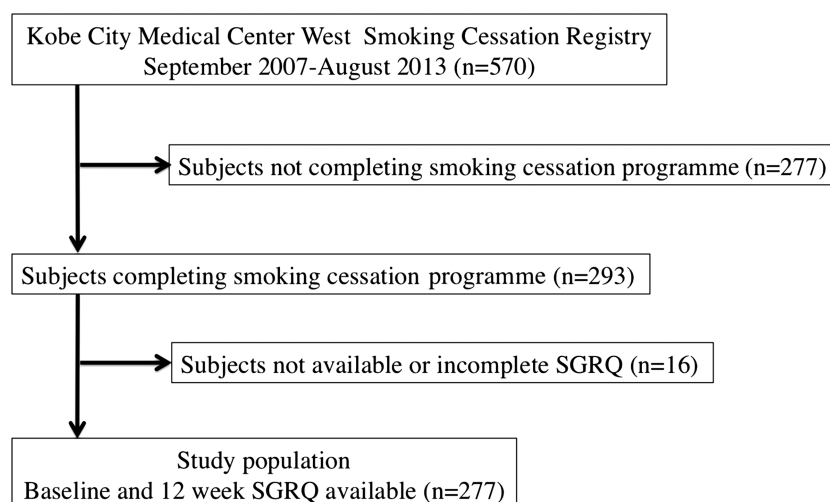 Kobe City Medical Center West Smoking Cessation Registry
September 2007-August 2013 (n=570)
Subjects not completing smoking cessation programme (n=277)
Subjects completing smoking cessation programme (n=293)
Subjects not available or incomplete SGRQ (n=16)
Study population
Baseline and 12 week SGRQ available (n=277)